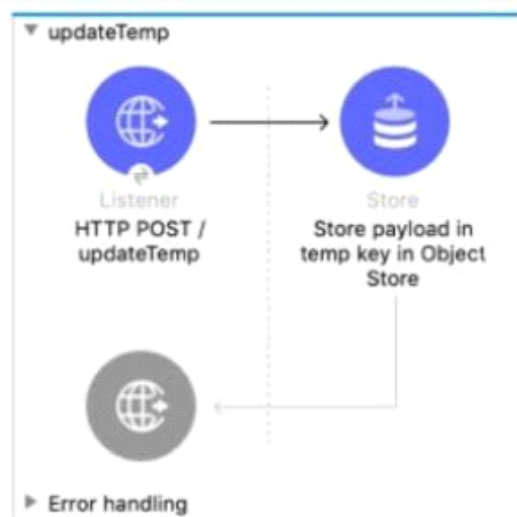 updateTemp
Listener
HTTP POST /
updateTemp
Store
Store payload in
temp key in Object
Store
Error handling